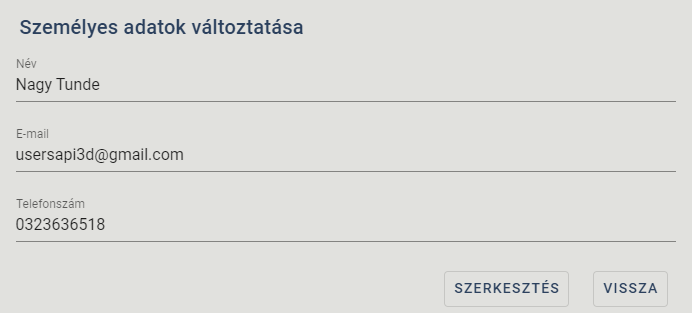 Személyes adatok változtatása
Név
Nagy Tunde
E-mail
usersapi3d@gmail.com
Telefonszám
0323636518
SZERKESZTÉS VISSZA